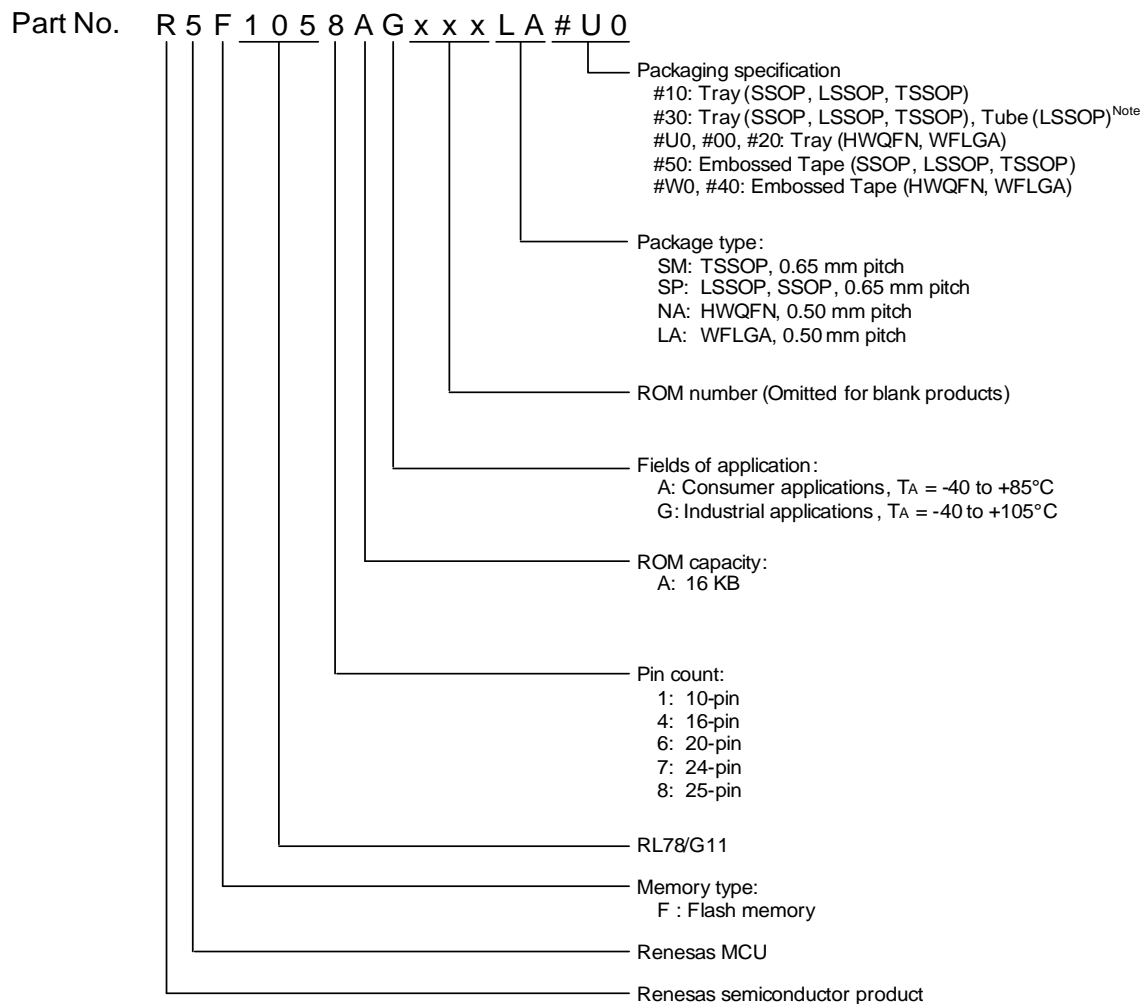 Part No. R 5 F 1 0 5 8 A G x x x L A # U 0
Packaging specification
#10: Tray (SSOP, LSSOP, TSSOP)
#30: Tray (SSOP, LSSOP, TSSOP), Tube (LSSOP)Note
#U0, #00, #20: Tray (HWQFN, WFLGA)
#50: Embossed Tape (SSOP, LSSOP, TSSOP)
#W0, #40: Embossed Tape (HWQFN, WFLGA)
Package type:
SM: TSSOP, 0.65 mm pitch
SP: LSSOP, SSOP, 0.65 mm pitch
NA: HWQFN, 0.50 mm pitch
LA: WFLGA, 0.50 mm pitch
ROM number (Omitted for blank products)
Fields of application:
A: Consumer applications, TA = -40 to +85°C
G: Industrial applications , TA = -40 to +105°C
ROM capacity:
A: 16 KB
Pin count:
1: 10-pin
4: 16-pin
6: 20-pin
7: 24-pin
8: 25-pin
RL78/G11
Memory type:
F : Flash memory
Renesas MCU
Renesas semiconductor product